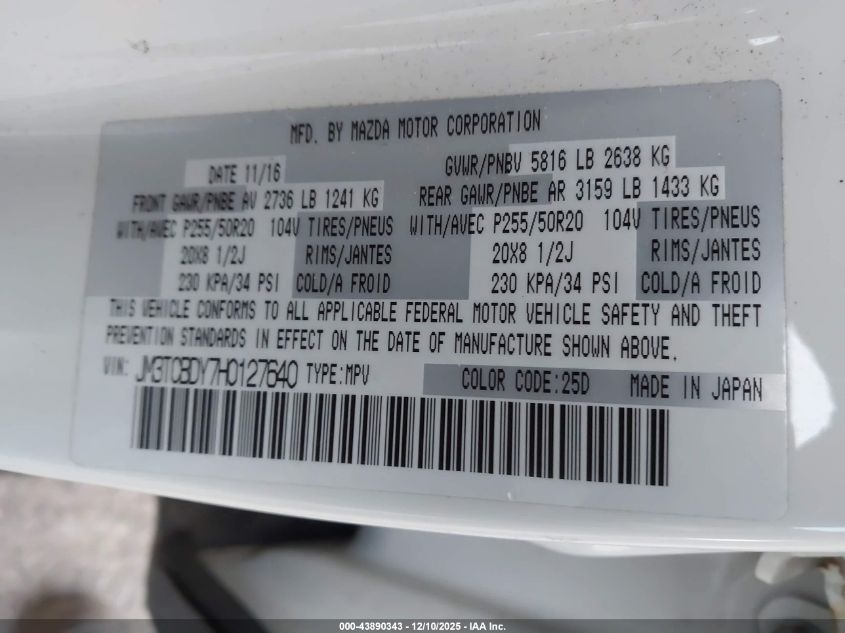 MFD. BY MAZDA MOTOR CORPORATION
DATE 11/16 GVWR/PNBV 5816 LB 2638 KG
FRONT GAWR/PNBE AV 2736 LB 1241 KG REAR GAWR/PNBE AR 3159 LB 1433 KG
WITH/AVEC P255/50R20 104V TIRES/PNEUS WITH/AVEC P255/50R20 104V TIRES/PNEUS
20X8 1/2J RIMS/JANTES 20X8 1/2J RIMS/JANTES
230 KPA/34 PSI COLD/A FROID 230 KPA/34 PSI COLD/A FROID
THIS VEHICLE CONFORMS TO ALL APPLICABLE FEDERAL MOTOR VEHICLE SAFETY AND THEFT
PREVENTION STANDARDS IN EFFECT ON THE DATE OF MANUFACTURE SHOWN ABOVE.
VIN: JM3TCBDY7H0127640 TYPE:MPV COLOR CODE:25D MADE IN JAPAN
000-43890343 - 12/10/2025 - IAA Inc.